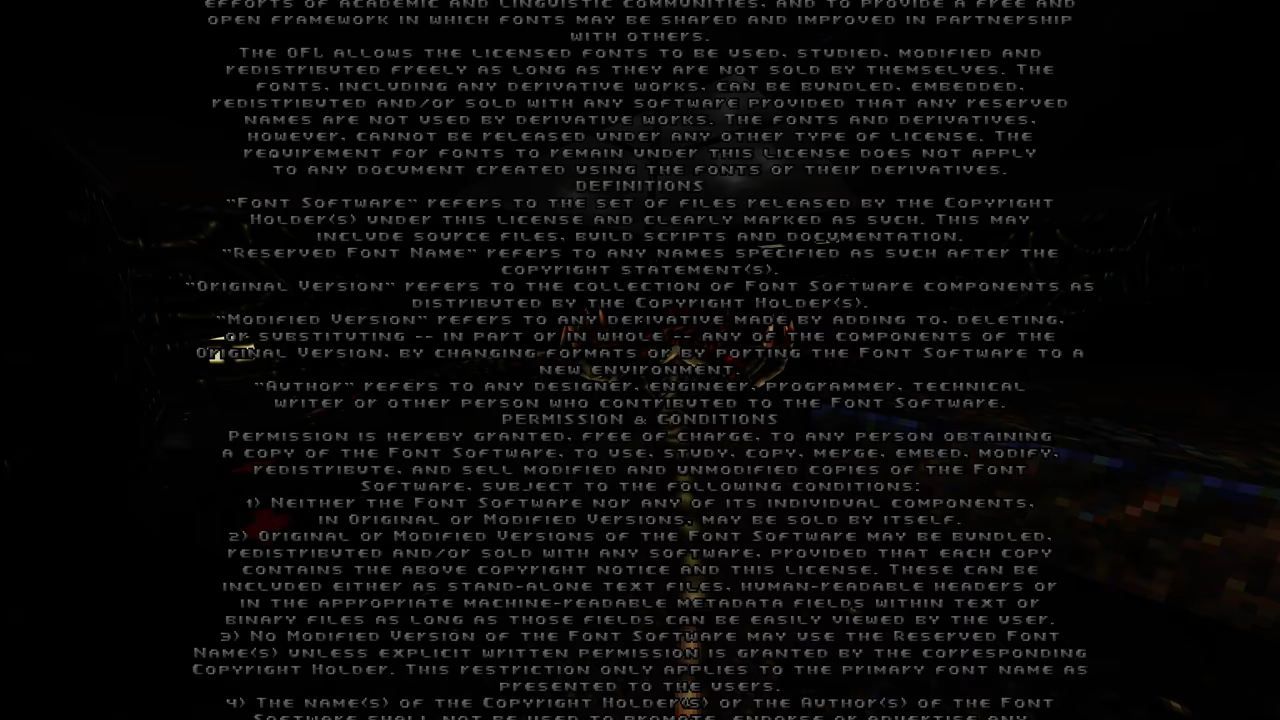 efforts of academic and linguistic communities, and to provide a free and
open framework in which fonts may be shared and improved in partnership
with others.
The OFL allows the licensed fonts to be used, studied, modified and
redistributed freely as long as they are not sold by themselves. The
fonts, including any derivative works, can be bundled, embedded,
redistributed and/or sold with any software provided that any reserved
names are not used by derivative works. The fonts and derivatives,
however, cannot be released under any other type of license. The
requirement for fonts to remain under this license does not apply
to any document created using the fonts or their derivatives.
DEFINITIONS
"Font Software" refers to the set of files released by the Copyright
Holder(s) under this license and clearly marked as such. This may
include source files, build scripts and documentation.
"Reserved Font Name" refers to any names specified as such after the
copyright statement(s).
"Original Version" refers to the collection of Font Software components as
distributed by the Copyright Holder(s).
"Modified Version" refers to any derivative made by adding to, deleting,
or substituting -- in part or in whole -- any of the components of the
Original Version, by changing formats or by porting the Font Software to a
new environment.
"Author" refers to any designer, engineer, programmer, technical
writer or other person who contributed to the Font Software.
PERMISSION & CONDITIONS
Permission is hereby granted, free of charge, to any person obtaining
a copy of the Font Software, to use, study, copy, merge, embed, modify,
redistribute, and sell modified and unmodified copies of the Font
Software, subject to the following conditions:
1) Neither the Font Software nor any of its individual components,
in Original or Modified Versions, may be sold by itself.
2) Original or Modified Versions of the Font Software may be bundled,
redistributed and/or sold with any software, provided that each copy
contains the above copyright notice and this license. These can be
included either as stand-alone text files, human-readable headers or
in the appropriate machine-readable metadata fields within text or
binary files as long as those fields can be easily viewed by the user.
3) No Modified Version of the Font Software may use the Reserved Font
Name(s) unless explicit written permission is granted by the corresponding
Copyright Holder. This restriction only applies to the primary font name as
presented to the users.
4) The name(s) of the Copyright Holder(s) or the Author(s) of the Font
Software shall not be used to promote, endorse or advertise any